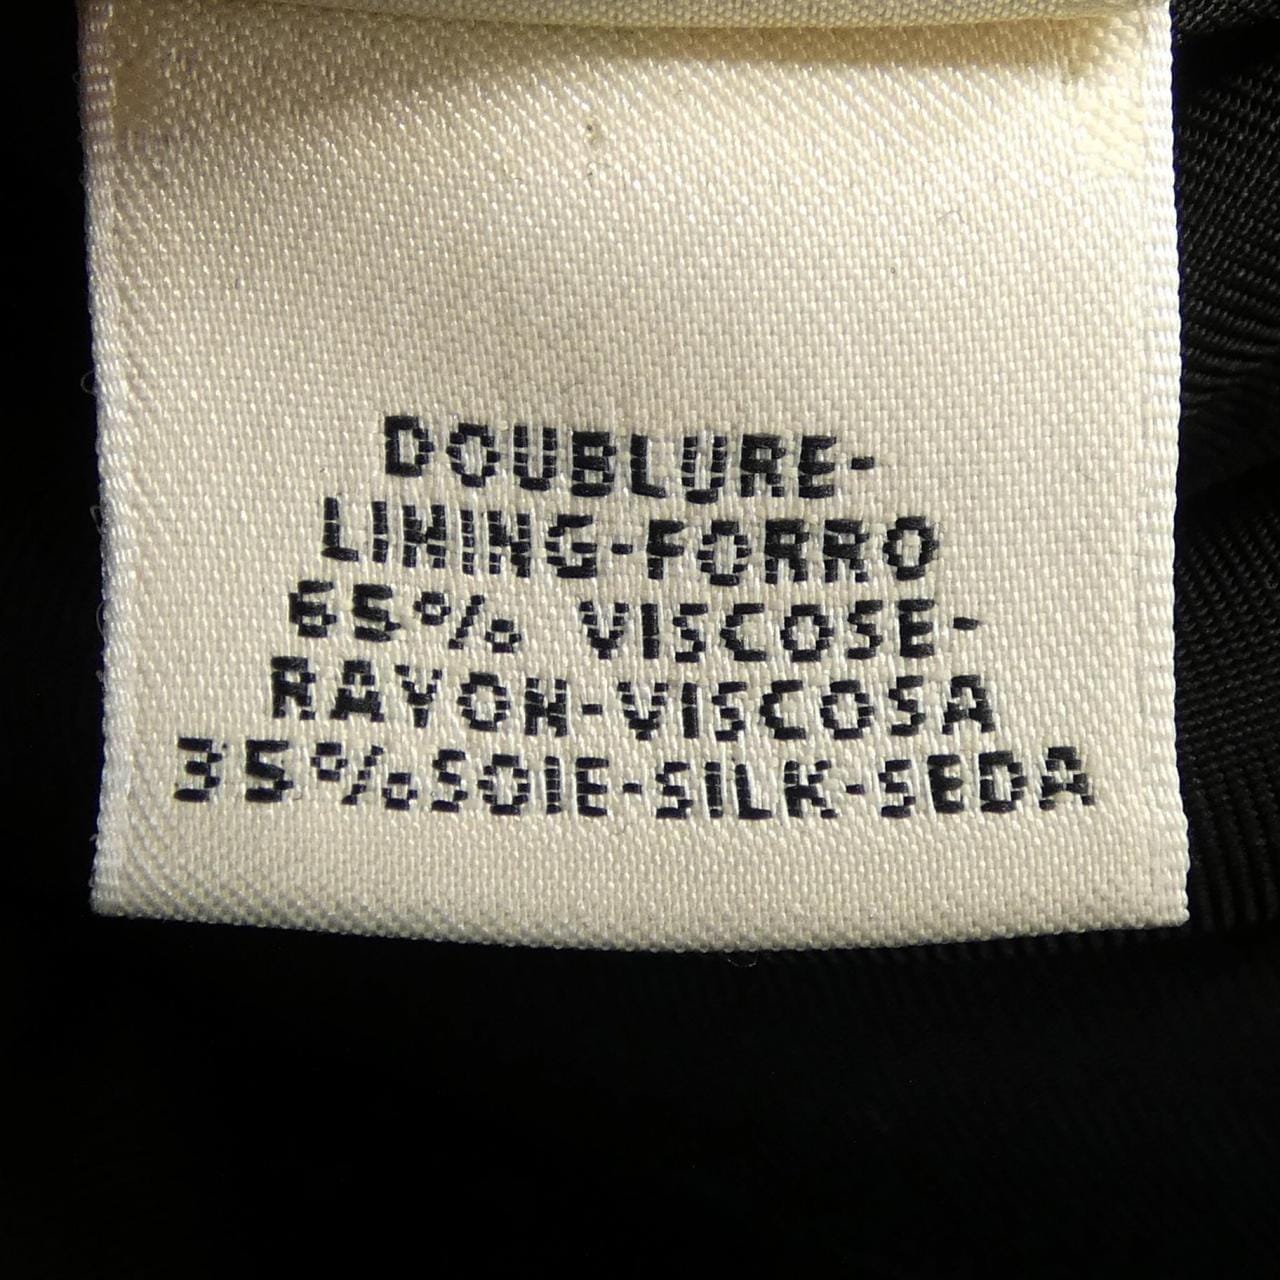 DOUBLURE-
LINING-FORRO
65% VISCOSE-
RAYON-VISCOSA
35%SOIE-SILK-SEDA